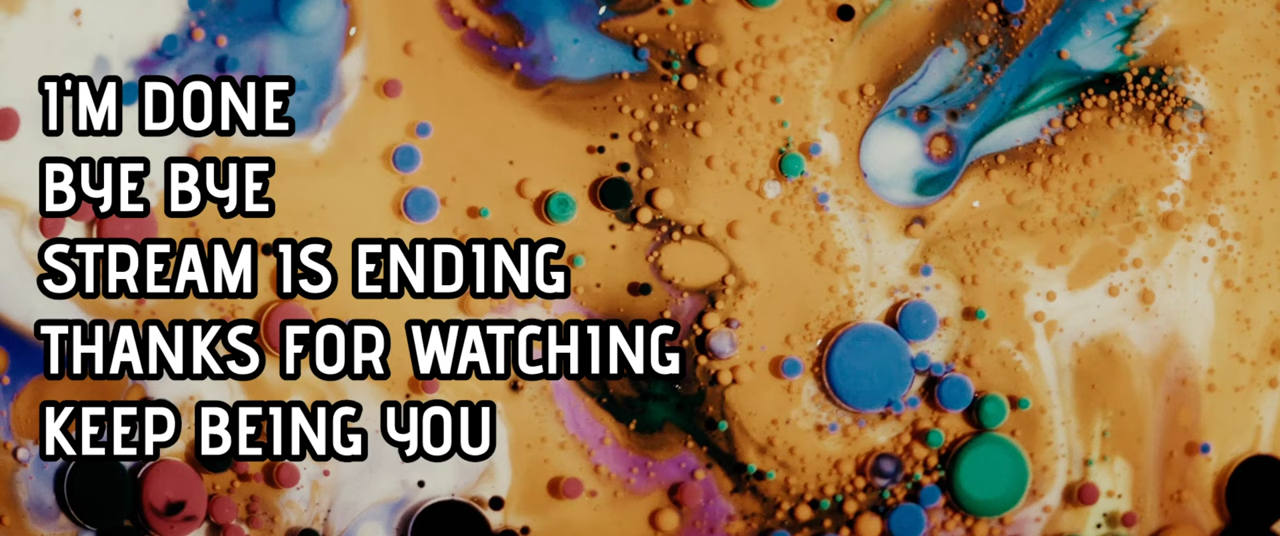 I'M DONE
BYE BYE
STREAM IS ENDING
THANKS FOR WATCHING
KEEP BEING YOU